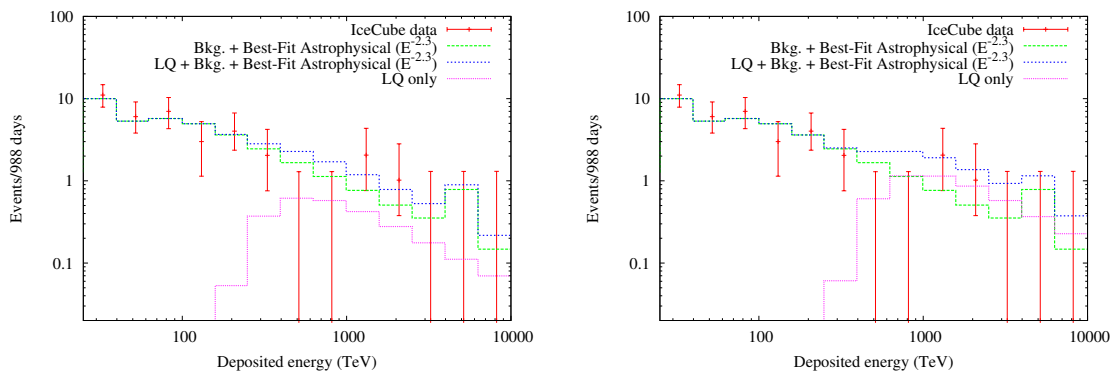 100
10
1
0.1
Events/988 days
IceCube data
Bkg. + Best-Fit Astrophysical (E^-2.3)
LQ + Bkg. + Best-Fit Astrophysical (E^-2.3)
LQ only
100
1000
10000
Deposited energy (TeV)
100
10
1
0.1
Events/988 days
IceCube data
Bkg. + Best-Fit Astrophysical (E^-2.3)
LQ + Bkg. + Best-Fit Astrophysical (E^-2.3)
LQ only
100
1000
10000
Deposited energy (TeV)